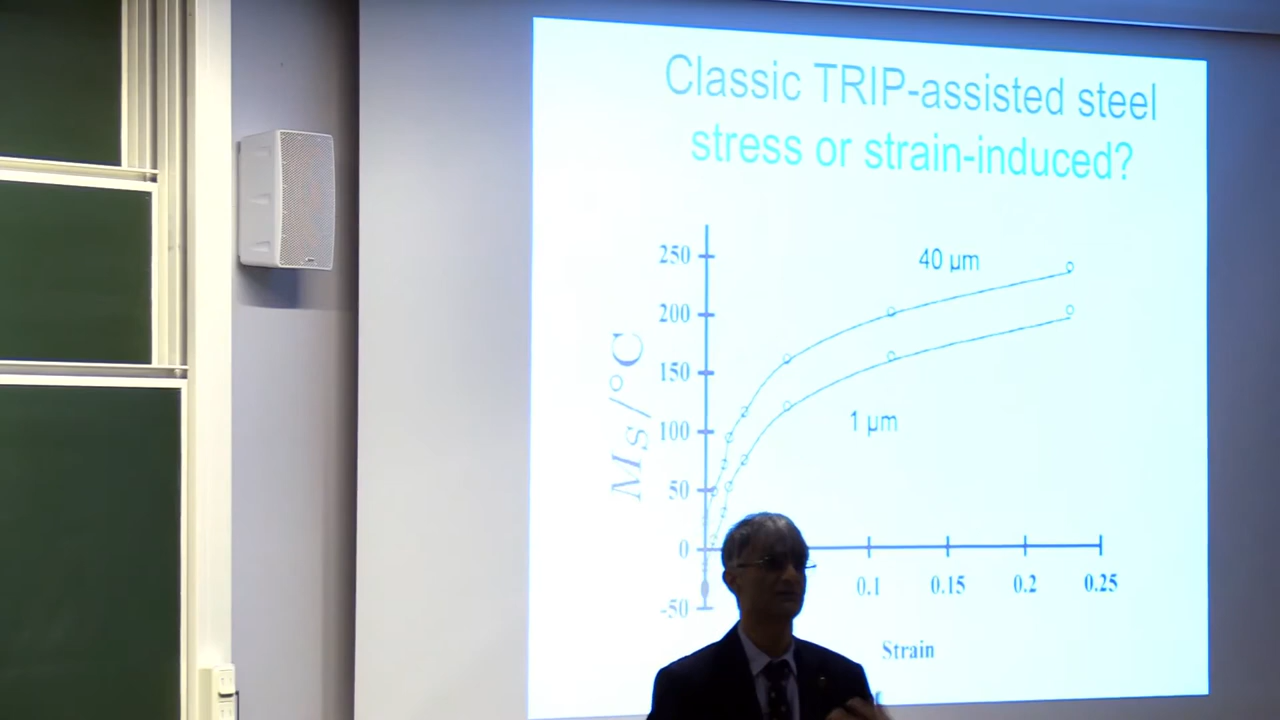 Classic TRIP-assisted steel
stress or strain-induced?
250
200
150
100
50
0
-50
M_S/°C
40 µm
1 µm
0.1
0.15
0.2
0.25
Strain